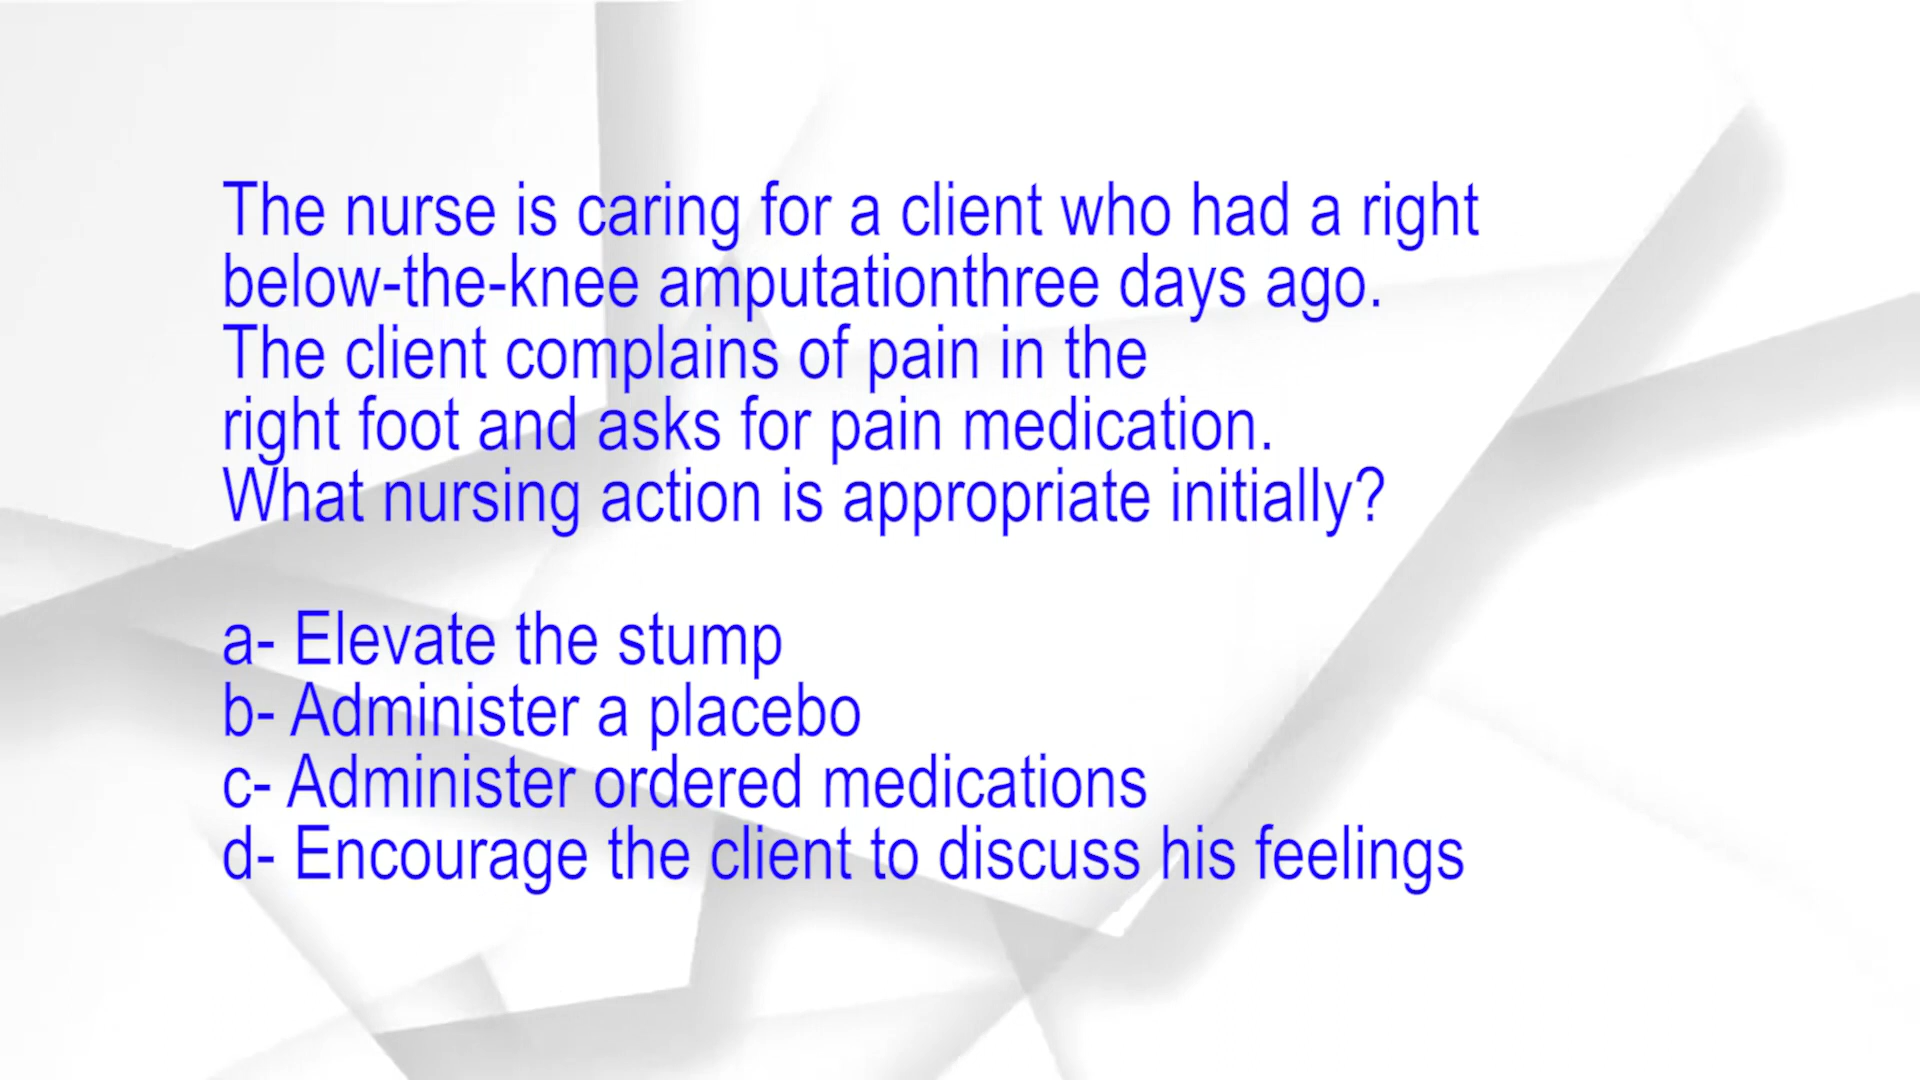 The nurse is caring for a client who had a right
below-the-knee amputationthree days ago.
The client complains of pain in the
right foot and asks for pain medication.
What nursing action is appropriate initially?
a- Elevate the stump
b- Administer a placebo
c- Administer ordered medications
d- Encourage the client to discuss his feelings